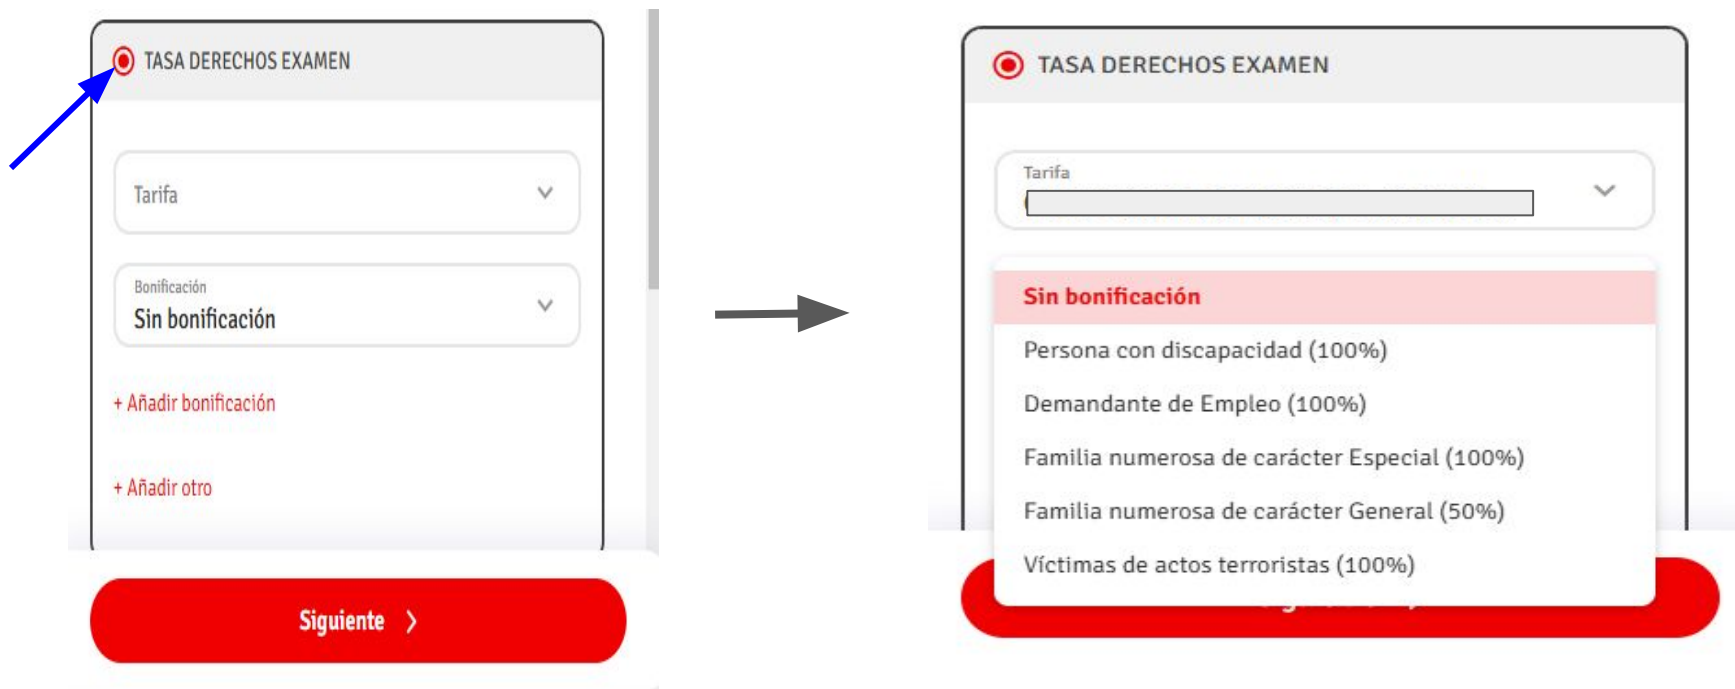 TASA DERECHOS EXAMEN
Tarifa
Bonificación
Sin bonificación
+ Añadir bonificación
+ Añadir otro
Siguiente
TASA DERECHOS EXAMEN
Tarifa
Sin bonificación
Persona con discapacidad (100%)
Demandante de Empleo (100%)
Familia numerosa de carácter Especial (100%)
Familia numerosa de carácter General (50%)
Víctimas de actos terroristas (100%)